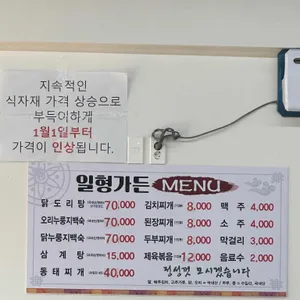 지속적인
식자재 가격 상승으로
부득이하게
1월1일부터
가격이 인상됩니다.
일형가든 MENU
닭 도 리 탕 70,000 김치찌개 8,000 맥 주 4,000
오리누룽지백숙 70,000 된장찌개 8,000 소 주 4,000
닭누룽지백숙 70,000 두부찌개 8,000 막걸리 3,000
삼 계 탕 15,000 제육볶음 12,000 음료수 2,000
동 태 찌 개 40,000 정성껏 모시겠습니다